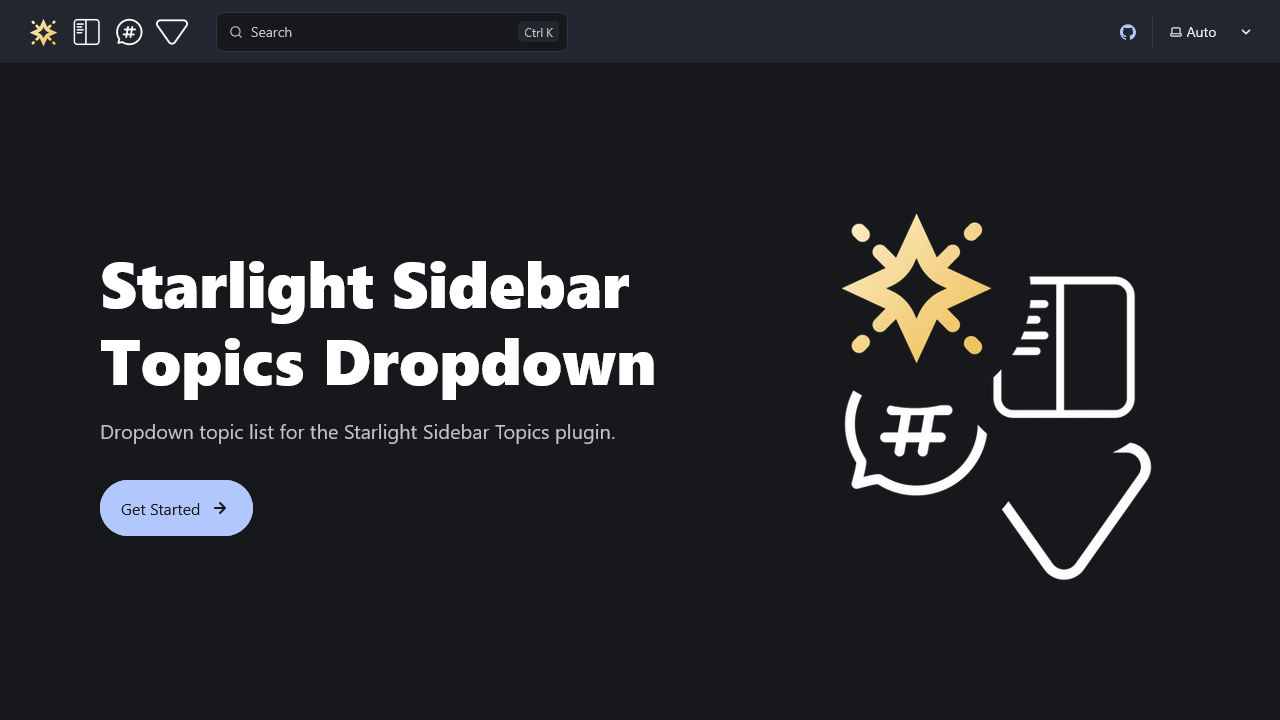 Search
Ctrl K
Auto
Starlight Sidebar
Topics Dropdown
Dropdown topic list for the Starlight Sidebar Topics plugin.
Get Started